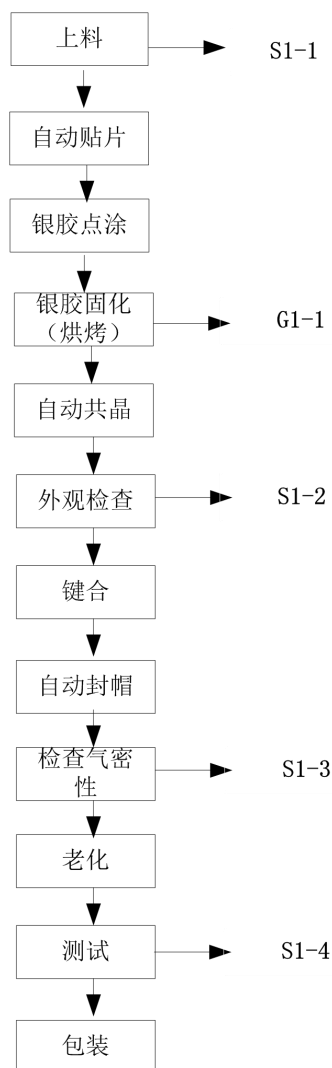 上料
S1-1
自动贴片
银胶点涂
银胶固化
（烘烤）
G1-1
自动共晶
外观检查
S1-2
键合
自动封帽
检查气密
性
S1-3
老化
测试
S1-4
包装